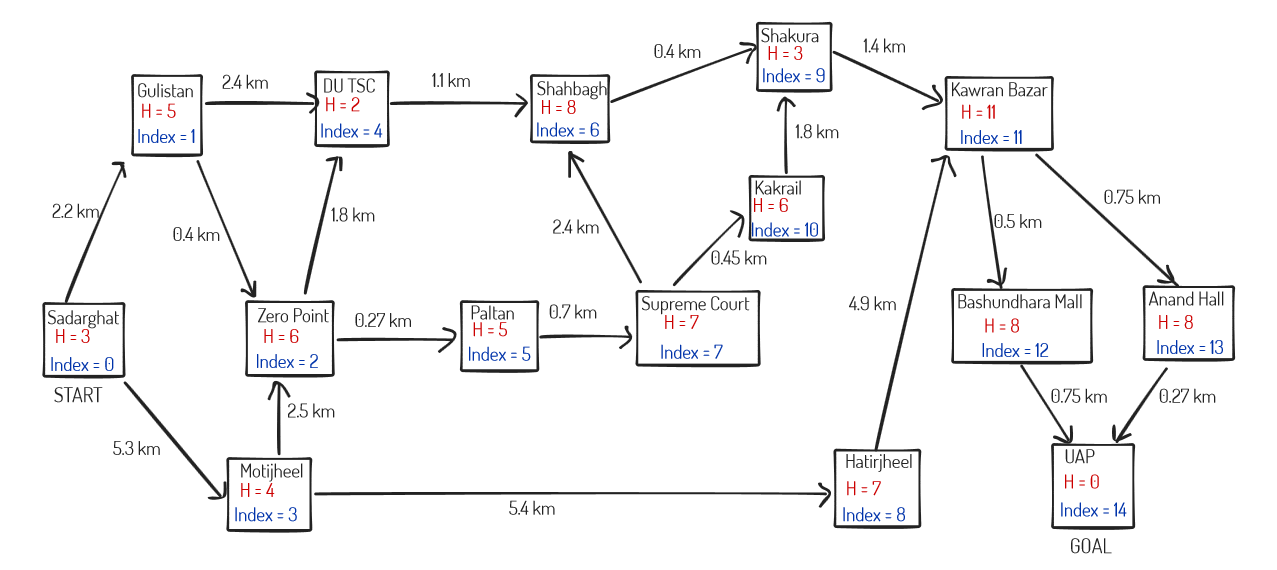 Shakura
H = 3
Index = 9
0.4 km
1.4 km
Gulistan
H = 5
Index = 1
2.4 km
DU TSC
H = 2
Index = 4
1.1 km
Shahbagh
H = 8
Index = 6
Kawran Bazar
H = 11
Index = 11
1.8 km
Kakrail
H = 6
Index = 10
2.2 km
0.4 km
1.8 km
2.4 km
0.45 km
0.5 km
0.75 km
Sadarghat
H = 3
Index = 0
START
Zero Point
H = 6
Index = 2
0.27 km
Paltan
H = 5
Index = 5
0.7 km
Supreme Court
H = 7
Index = 7
4.9 km
Bashundhara Mall
H = 8
Index = 12
Anand Hall
H = 8
Index = 13
2.5 km
0.75 km
0.27 km
5.3 km
Motijheel
H = 4
Index = 3
5.4 km
Hatirjheel
H = 7
Index = 8
UAP
H = 0
Index = 14
GOAL